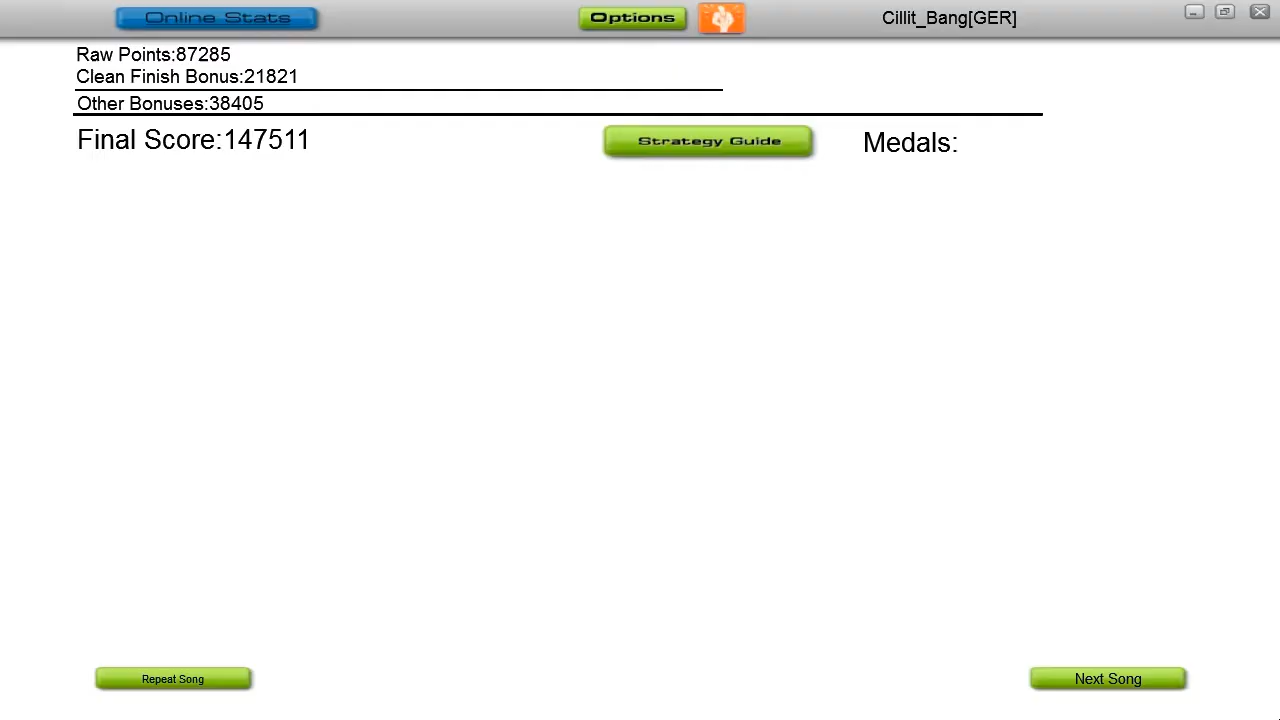 Online Stats
Options
Cillit_Bang[GER]
Raw Points:87285
Clean Finish Bonus:21821
Other Bonuses:38405
Final Score:147511
Strategy Guide
Medals:
Repeat Song
Next Song